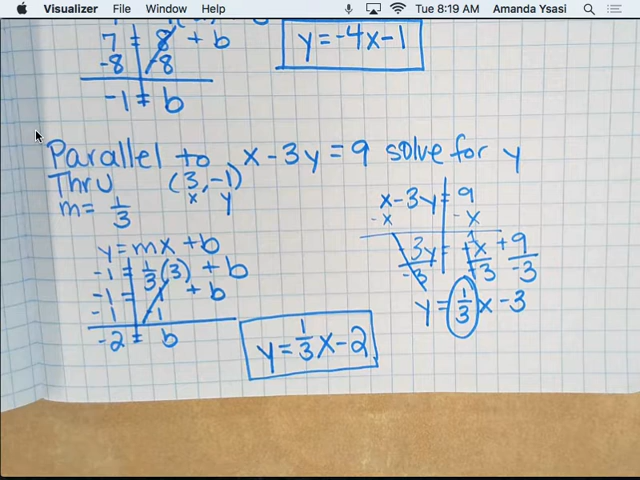 Visualizer File Window Help Tue 8:19 AM Amanda Ysasi
7 = 8 + b
-8 -8
-1 = b
y=-4x-1
Parallel to x-3y=9 solve for y
Thru (3,-1)
x y
m= 1/3
x-3y=9
-x -x
-3y/-3 = -x/-3 + 9/-3
y= 1/3 x -3
y=mx+b
-1= 1/3 (3) + b
-1= 1 + b
-1 -1
-2 = b
y= 1/3 x-2